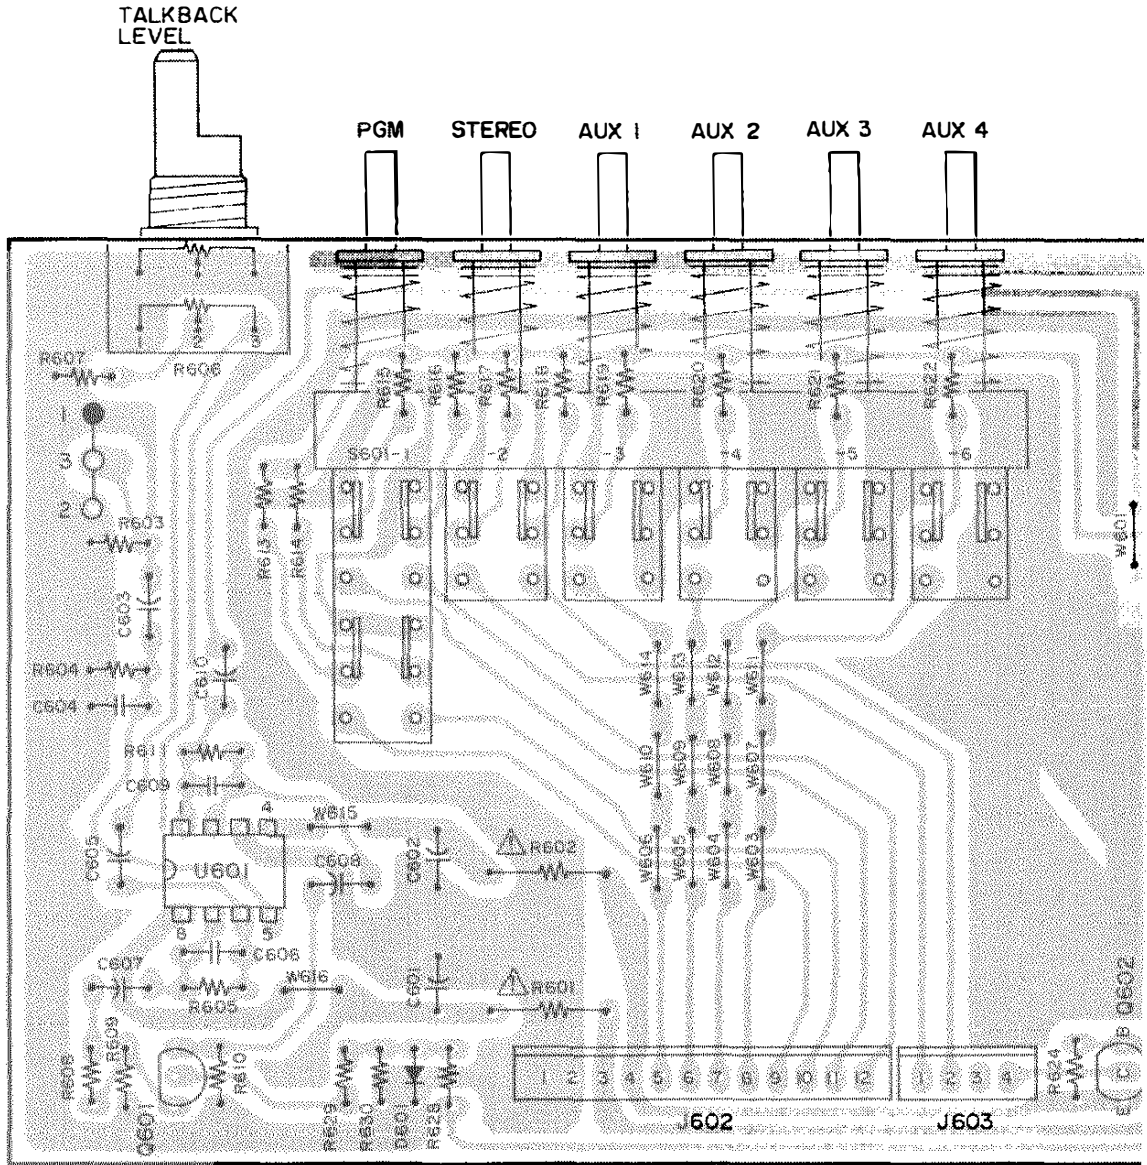 TALKBACK
LEVEL
PGM STEREO AUX 1 AUX 2 AUX 3 AUX 4
1 2 3
R607
R606
R615 R616 R617 R618 R619 R620 R621 R622
1
3
2
S601-1 -2 -3 -4 -5 -6
R603
R613 R614
W601
C603
R604
C610
C604
W614 W613 W612 W611
R611
C609
W610 W609 W608 W607
1 4
W615
C605
U601
C608
C602
R602
W606 W605 W604 W603
8 5
C606
C607
W616
R605
C601
R601
Q602
R608 R609
Q601
R610
R629 R630 D601 R628
1 2 3 4 5 6 7 8 9 10 11 12
J602
1 2 3 4
J603
R624
B
C
E